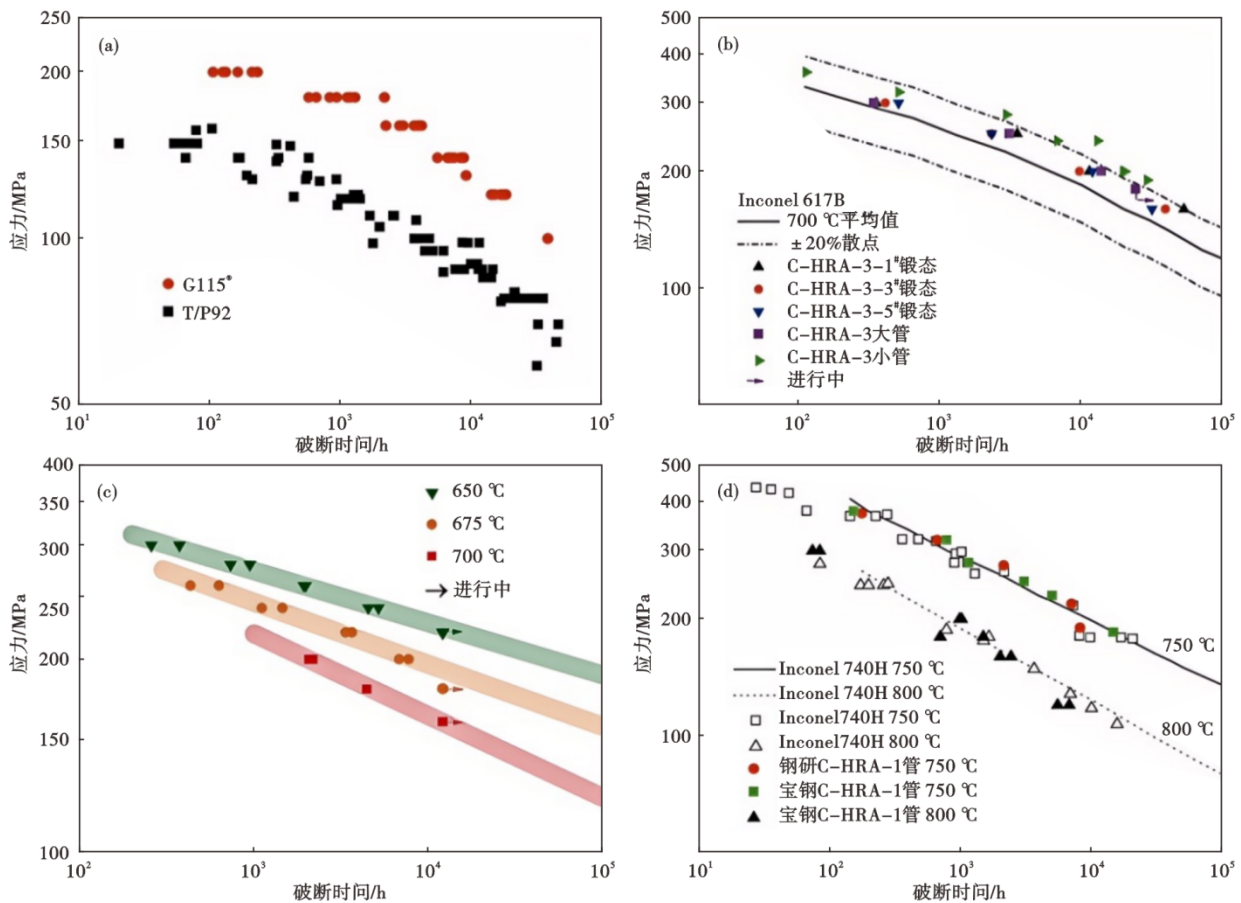 (a)
250
200
150
100
50
应力/MPa
G115®
T/P92
10¹
10²
10³
10⁴
10⁵
破断时间/h
(b)
500
400
300
200
100
应力/MPa
Inconel 617B
700 ℃平均值
±20%散点
C-HRA-3-1#锻态
C-HRA-3-3#锻态
C-HRA-3-5#锻态
C-HRA-3大管
C-HRA-3小管
进行中
10²
10³
10⁴
10⁵
破断时间/h
(c)
400
300
250
200
150
100
应力/MPa
650 ℃
675 ℃
700 ℃
进行中
10²
10³
10⁴
10⁵
破断时间/h
(d)
500
400
300
200
100
应力/MPa
750 ℃
800 ℃
Inconel 740H 750 ℃
Inconel 740H 800 ℃
Inconel740H 750 ℃
Inconel740H 800 ℃
钢研C-HRA-1管 750 ℃
宝钢C-HRA-1管 750 ℃
宝钢C-HRA-1管 800 ℃
10¹
10²
10³
10⁴
10⁵
破断时间/h